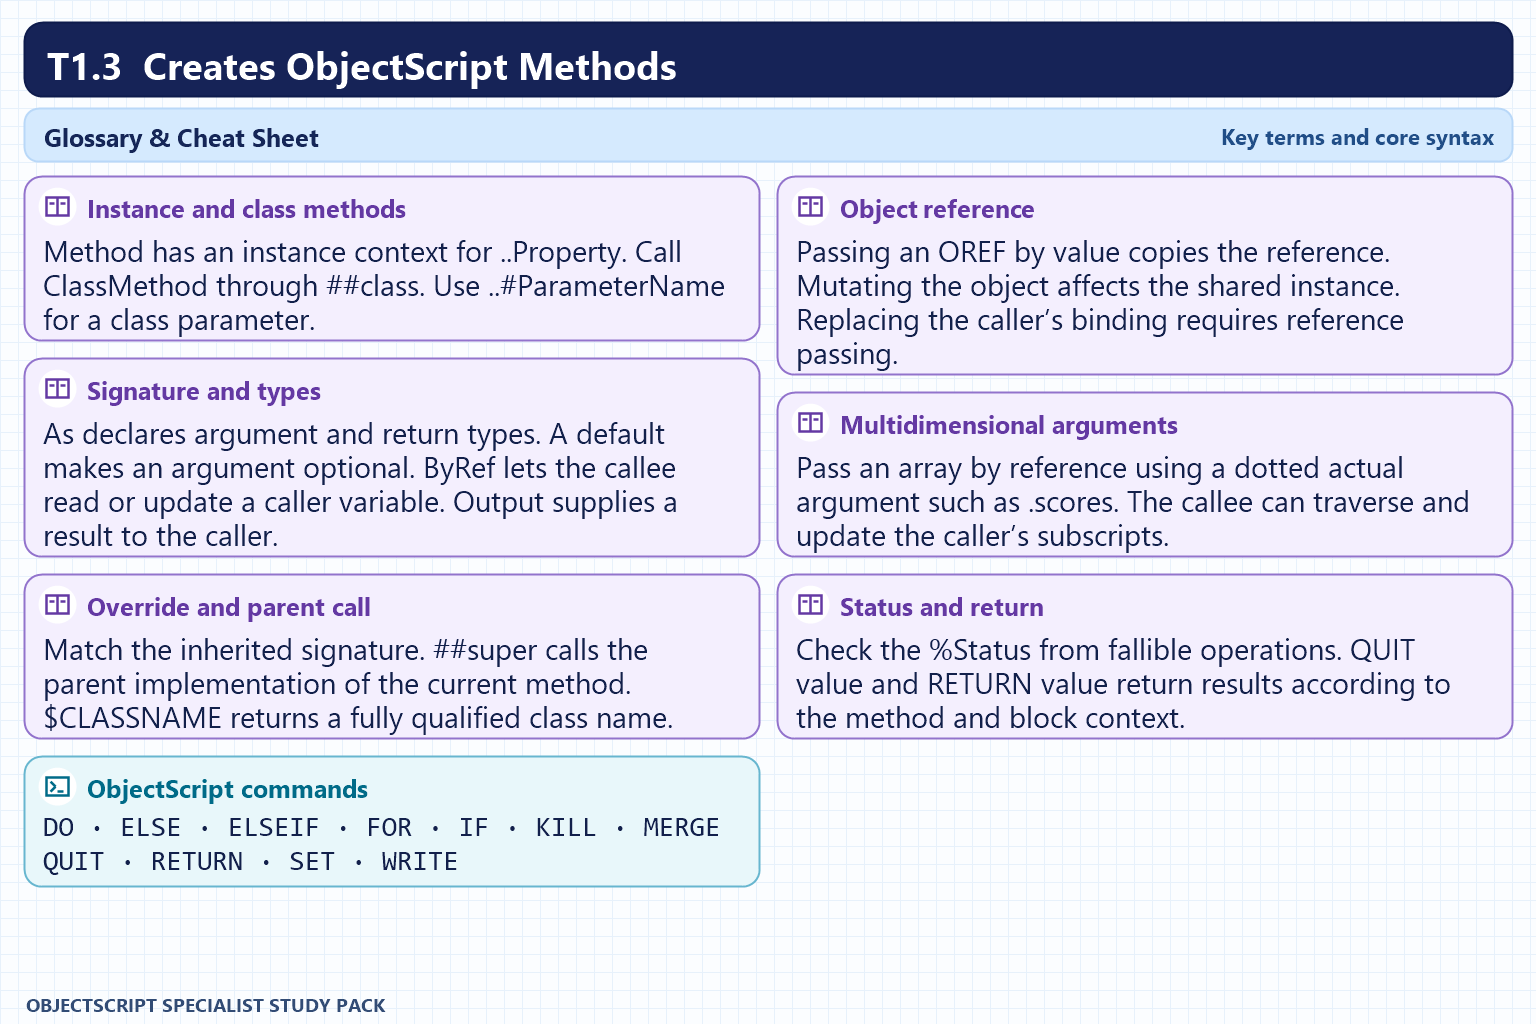 T1.3 Creates ObjectScript Methods
Glossary & Cheat Sheet
Key terms and core syntax
Instance and class methods
Method has an instance context for ..Property. Call
ClassMethod through ##class. Use ..#ParameterName
for a class parameter.
Signature and types
As declares argument and return types. A default
makes an argument optional. ByRef lets the callee
read or update a caller variable. Output supplies a
result to the caller.
Override and parent call
Match the inherited signature. ##super calls the
parent implementation of the current method.
$CLASSNAME returns a fully qualified class name.
ObjectScript commands
DO · ELSE · ELSEIF · FOR · IF · KILL · MERGE
QUIT · RETURN · SET · WRITE
Object reference
Passing an OREF by value copies the reference.
Mutating the object affects the shared instance.
Replacing the caller’s binding requires reference
passing.
Multidimensional arguments
Pass an array by reference using a dotted actual
argument such as .scores. The callee can traverse and
update the caller’s subscripts.
Status and return
Check the %Status from fallible operations. QUIT
value and RETURN value return results according to
the method and block context.
OBJECTSCRIPT SPECIALIST STUDY PACK